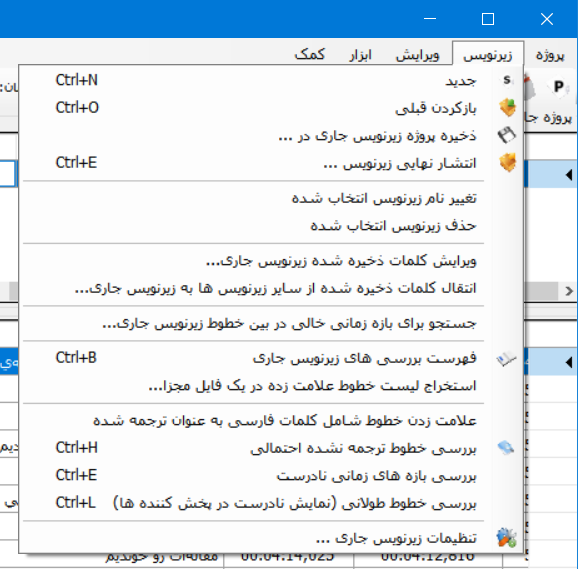 پروژه زیرنویس ویرایش ابزار کمک
جدید Ctrl+N
بازکردن قبلی Ctrl+O
ذخیره پروژه زیرنویس جاری در ...
انتشار نهایی زیرنویس ... Ctrl+E
تغییر نام زیرنویس انتخاب شده
حذف زیرنویس انتخاب شده
ویرایش کلمات ذخیره شده زیرنویس جاری...
انتقال کلمات ذخیره شده از سایر زیرنویس ها به زیرنویس جاری...
جستجو برای بازه زمانی خالی در بین خطوط زیرنویس جاری...
فهرست بررسی های زیرنویس جاری Ctrl+B
استخراج لیست خطوط علامت زده در یک فایل مجزا...
علامت زدن خطوط شامل کلمات فارسی به عنوان ترجمه شده
بررسی خطوط ترجمه نشده احتمالی Ctrl+H
بررسی بازه های زمانی نادرست Ctrl+E
بررسی خطوط طولانی (نمایش نادرست در پخش کننده ها) Ctrl+L
تنظیمات زیرنویس جاری ...
00:04:12,816 00:04:14,025 مقاله‌ات رو خوندیم